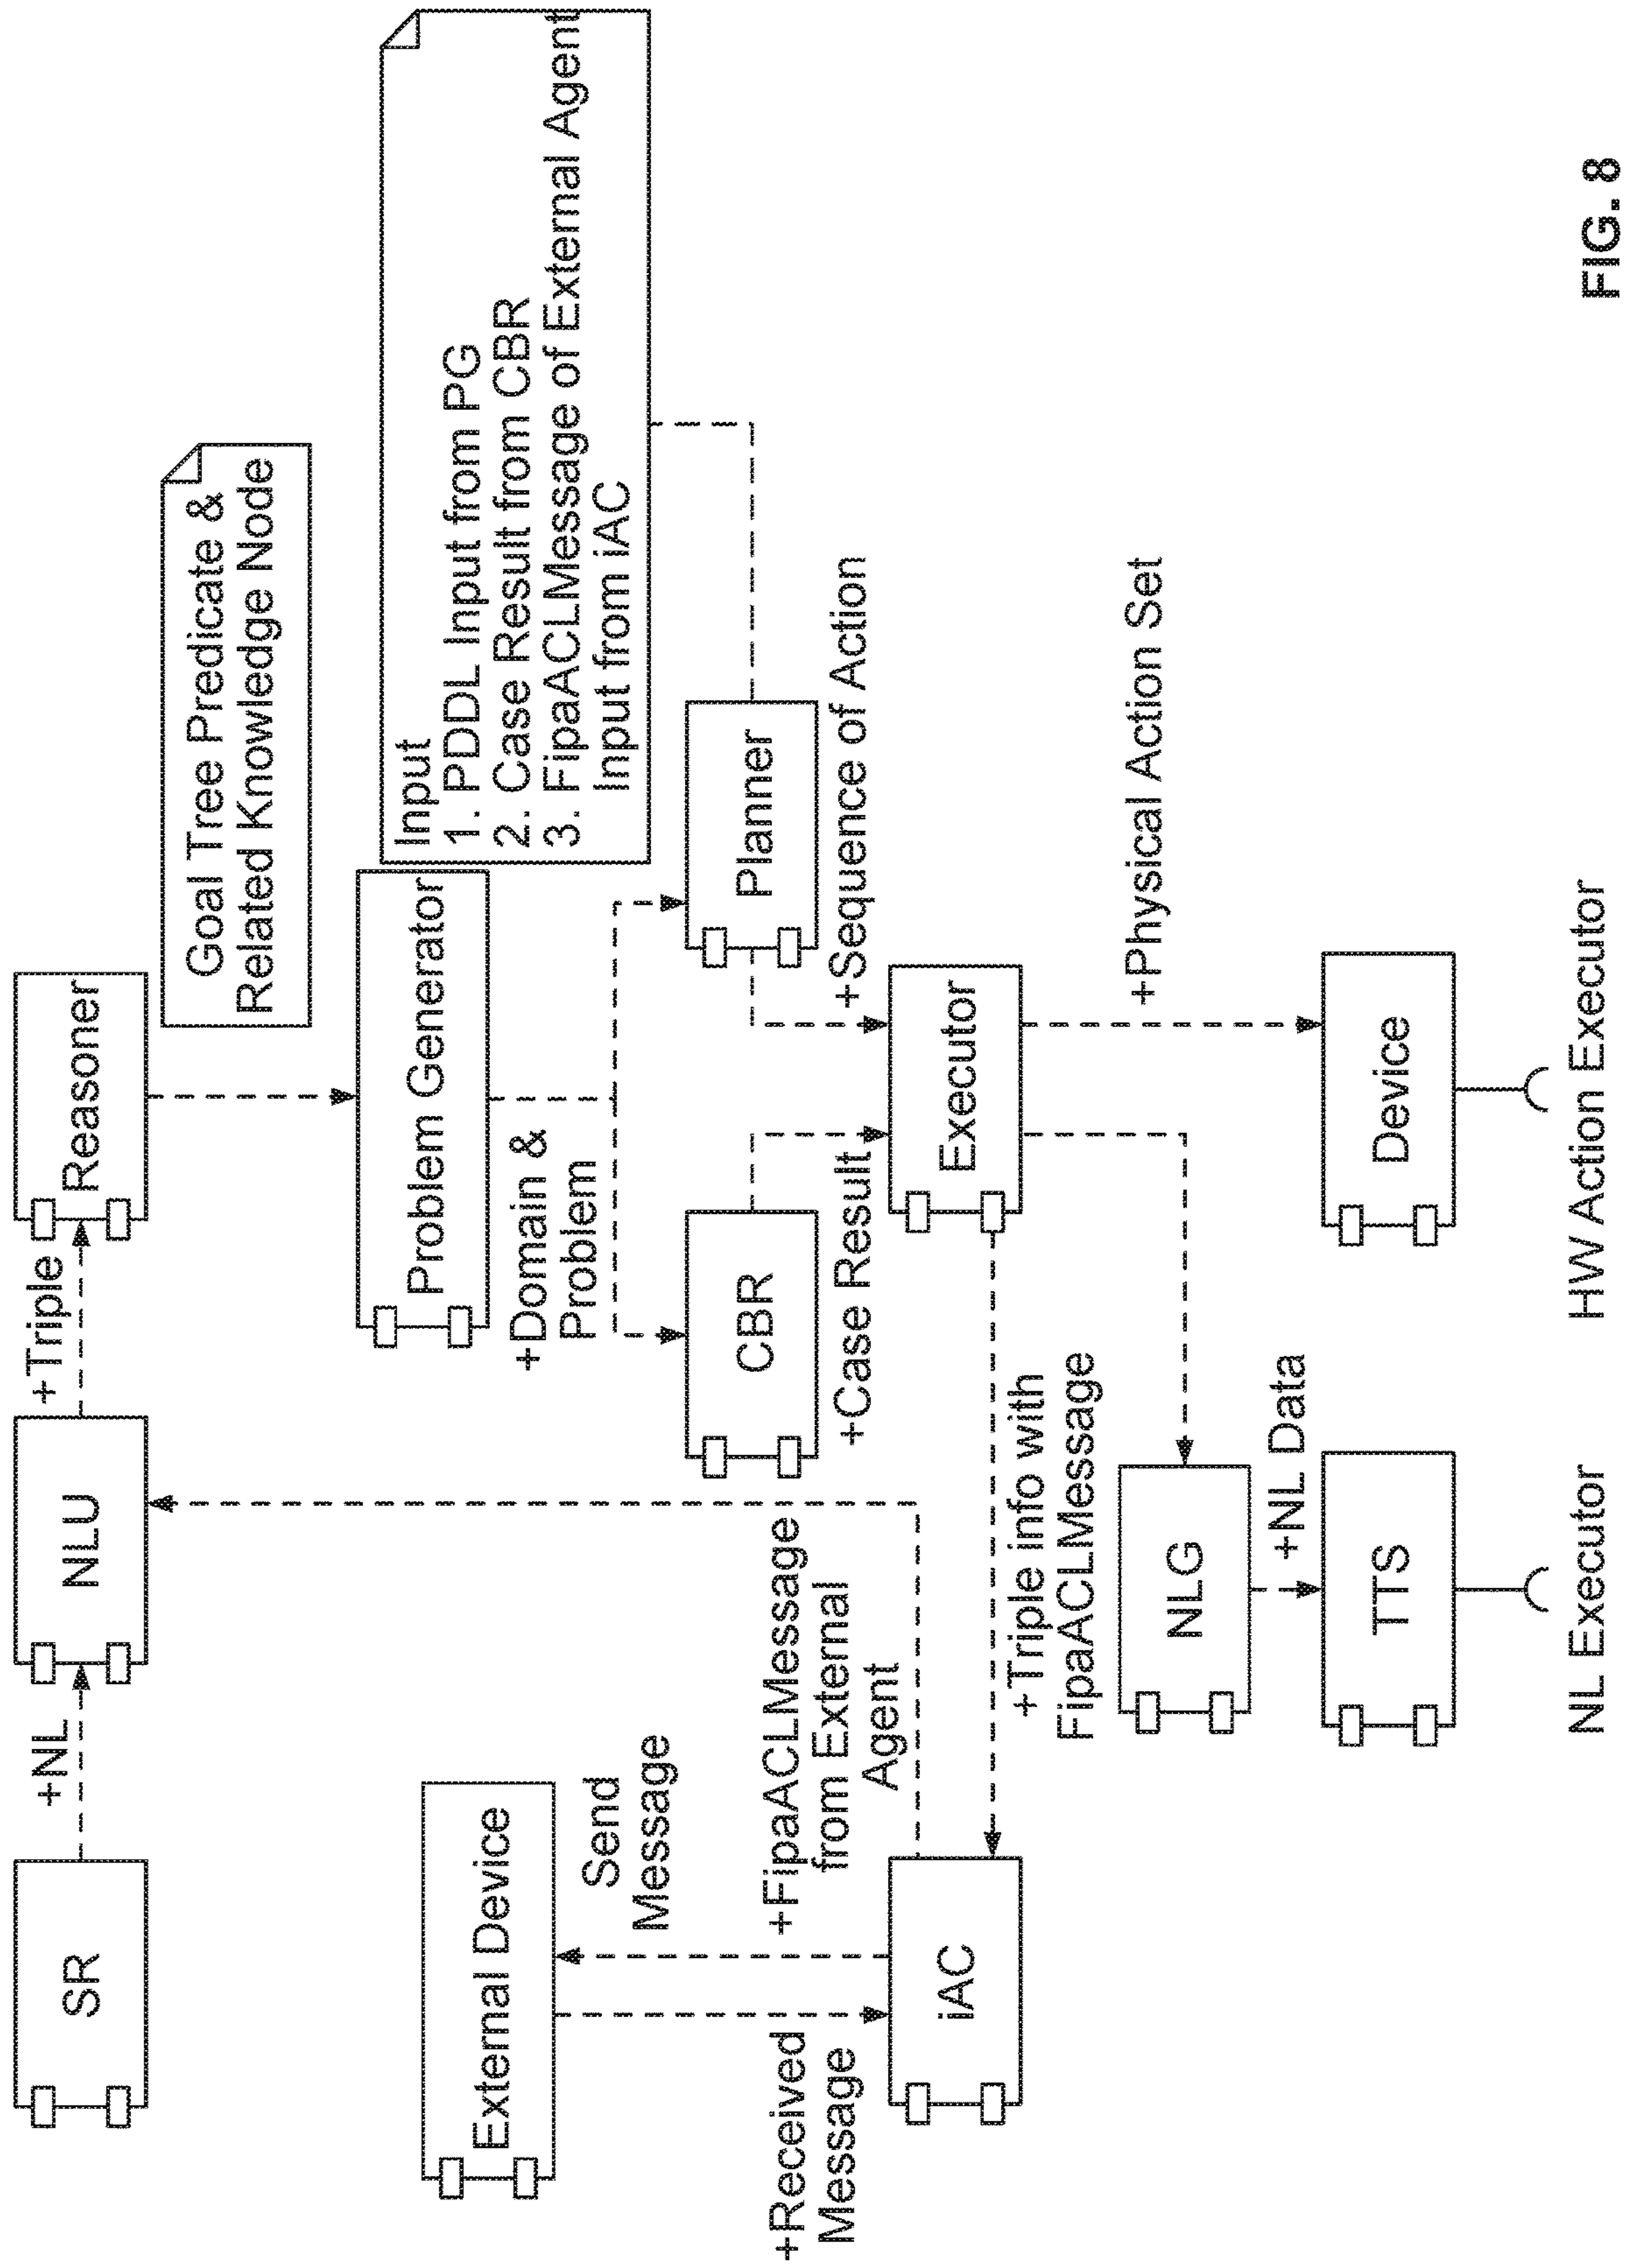 SR
+NL
NLU
+Triple
Reasoner
Goal Tree Predicate &
Related Knowledge Node
External Device
Problem Generator
Input
1. PDDL Input from PG
2. Case Result from CBR
3. FipaACLMessage of External Agent
Input from iAC
Send
Message
+Domain &
Problem
+Received
Message
+FipaACLMessage
from External
Agent
CBR
Planner
+Case Result
+Sequence of Action
iAC
Executor
+Triple info with
FipaACLMessage
+Physical Action Set
NLG
+NL Data
TTS
Device
NL Executor
HW Action Executor
FIG. 8